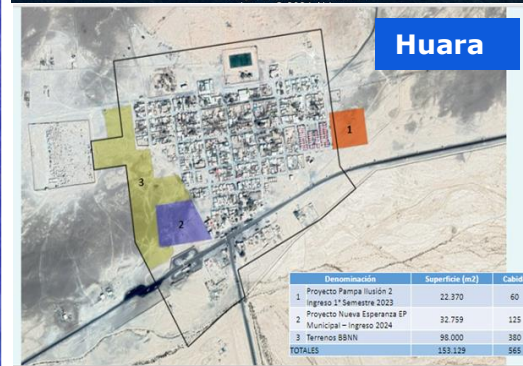 Huara
1
3
2
Denominación Superficie (m2) Cabid
1 Proyecto Pampa Ilusión 2 Ingreso 1° Semestre 2023 22.370 60
2 Proyecto Nueva Esperanza EP Municipal – Ingreso 2024 32.759 125
3 Terrenos BBNN 98.000 380
TOTALES 153.129 565